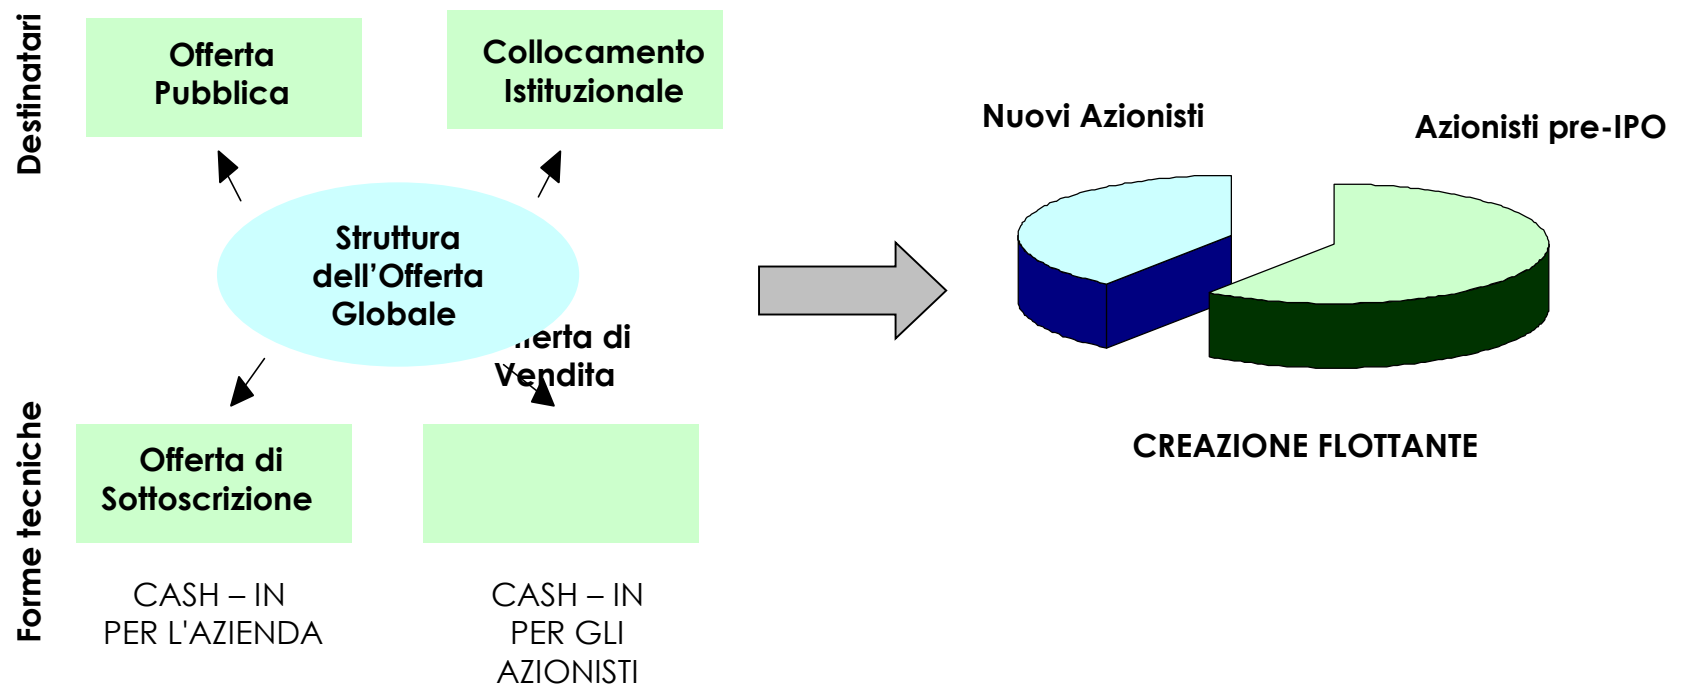 Destinatari
Offerta
Pubblica
Collocamento
Istituzionale
Struttura
dell’Offerta
Globale
di
Vendita
Forme tecniche
Offerta di
Sottoscrizione
CASH – IN
PER L'AZIENDA
CASH – IN
PER GLI
AZIONISTI
Nuovi Azionisti
Azionisti pre-IPO
CREAZIONE FLOTTANTE